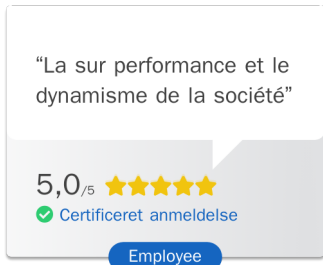 “La sur performance et le
dynamisme de la société”
5,0/5
Certificeret anmeldelse
Employee